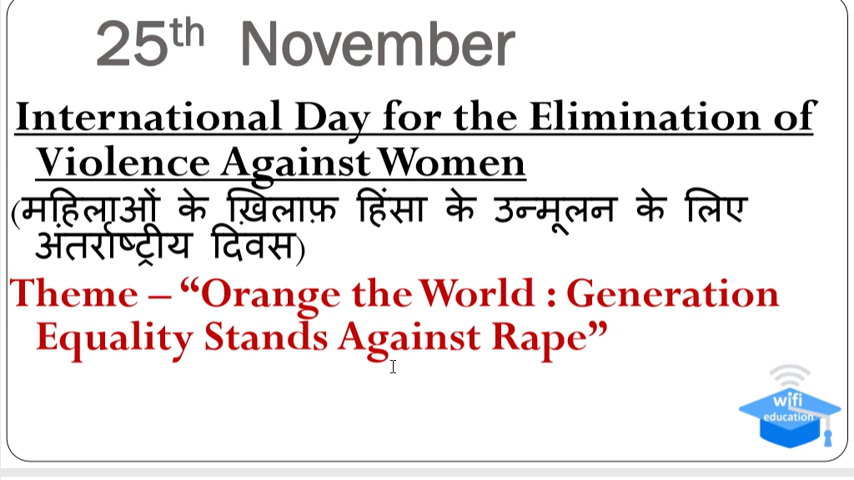 25th November
International Day for the Elimination of
Violence Against Women
(महिलाओं के ख़िलाफ़ हिंसा के उन्मूलन के लिए
अंतर्राष्ट्रीय दिवस)
Theme – “Orange the World : Generation
Equality Stands Against Rape”
wifi
education